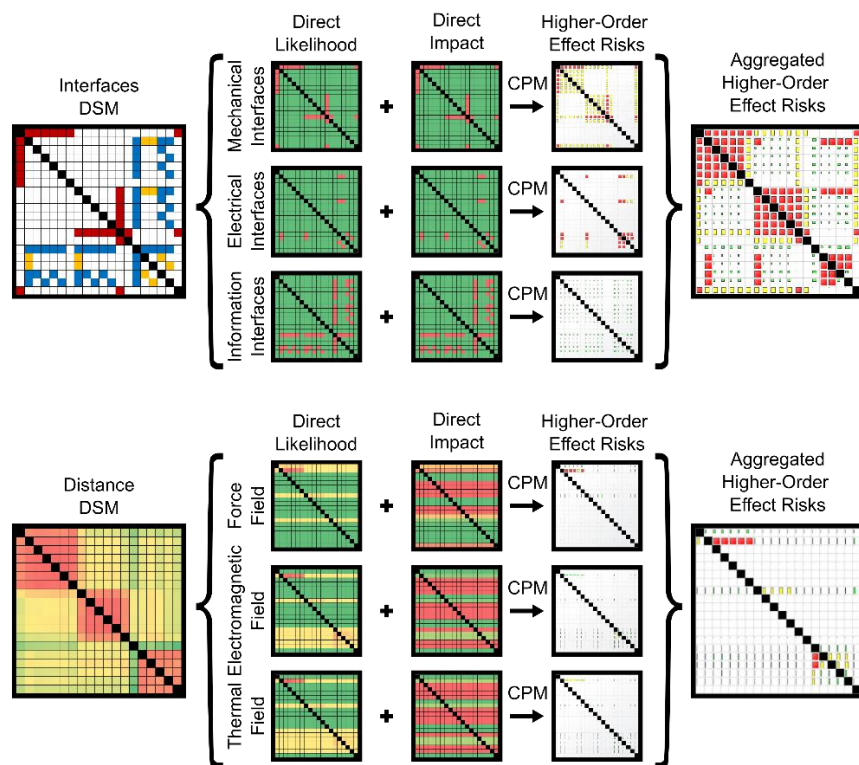 Direct
Likelihood
Direct
Impact
Higher-Order
Effect Risks
Interfaces
DSM
Aggregated
Higher-Order
Effect Risks
Mechanical
Interfaces
+
CPM
Electrical
Interfaces
+
CPM
Information
Interfaces
+
CPM
Direct
Likelihood
Direct
Impact
Higher-Order
Effect Risks
Distance
DSM
Aggregated
Higher-Order
Effect Risks
Force
Field
+
CPM
Electromagnetic
Field
+
CPM
Thermal
Field
+
CPM